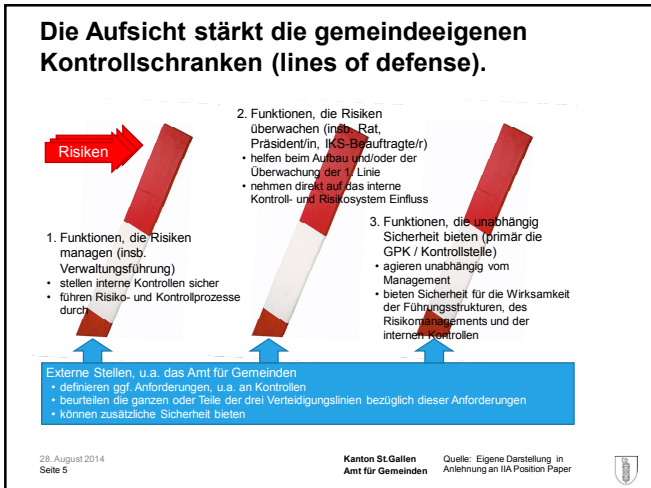 Die Aufsicht stärkt die gemeindeeigenen
Kontrollschranken (lines of defense).
Risiken
1. Funktionen, die Risiken
managen (insb.
Verwaltungsführung)
• stellen interne Kontrollen sicher
• führen Risiko- und Kontrollprozesse
durch
2. Funktionen, die Risiken
überwachen (insb. Rat,
Präsident/in, IKS-Beauftragte/r)
• helfen beim Aufbau und/oder der
Überwachung der 1. Linie
• nehmen direkt auf das interne
Kontroll- und Risikosystem Einfluss
3. Funktionen, die unabhängig
Sicherheit bieten (primär die
GPK / Kontrollstelle)
• agieren unabhängig vom
Management
• bieten Sicherheit für die Wirksamkeit
der Führungsstrukturen, des
Risikomanagements und der
internen Kontrollen
Externe Stellen, u.a. das Amt für Gemeinden
• definieren ggf. Anforderungen, u.a. an Kontrollen
• beurteilen die ganzen oder Teile der drei Verteidigungslinien bezüglich dieser Anforderungen
• können zusätzliche Sicherheit bieten
28. August 2014
Seite 5
Kanton St.Gallen
Amt für Gemeinden
Quelle: Eigene Darstellung in
Anlehnung an IIA Position Paper